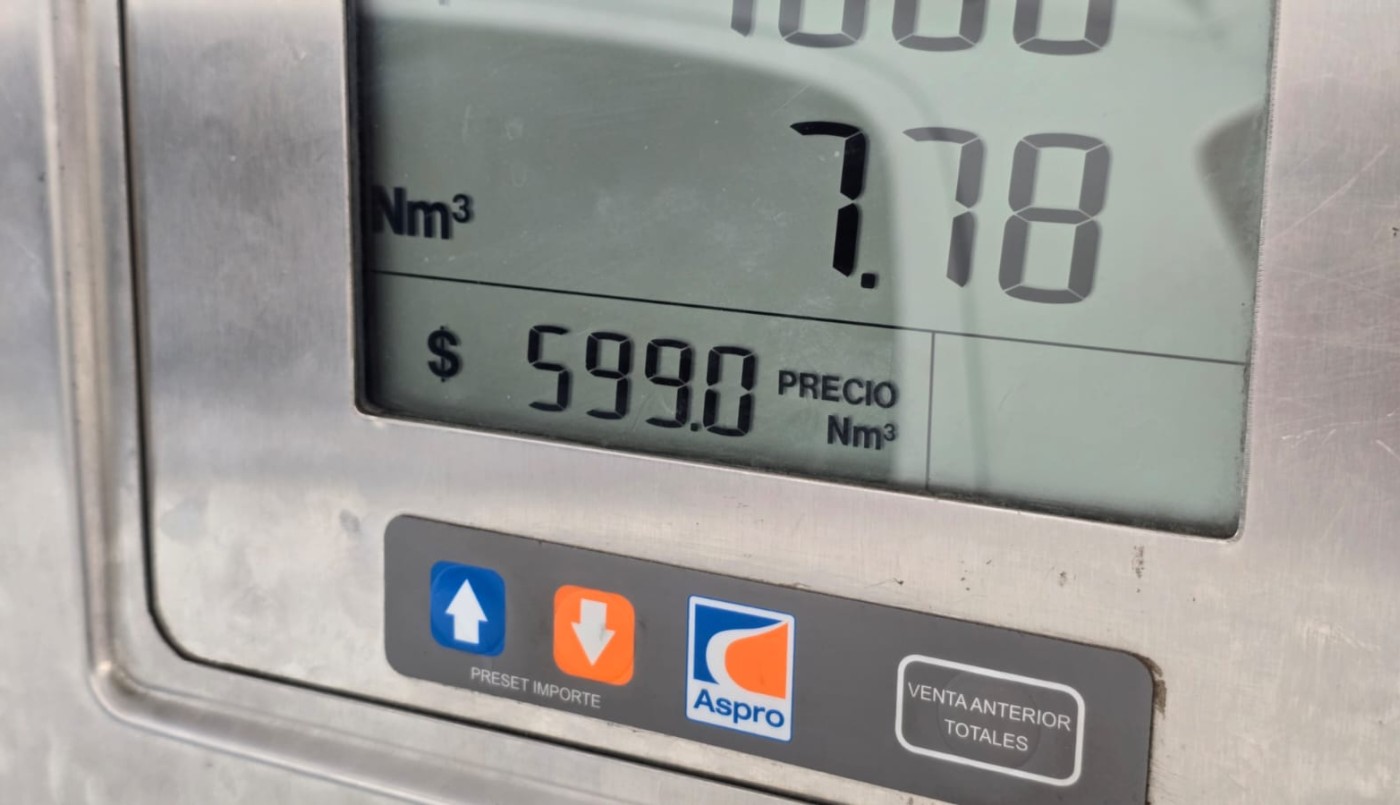 Nm³ 7.78
$ 599.0 PRECIO
Nm³
PRESET IMPORTE
Aspro
VENTA ANTERIOR
TOTALES